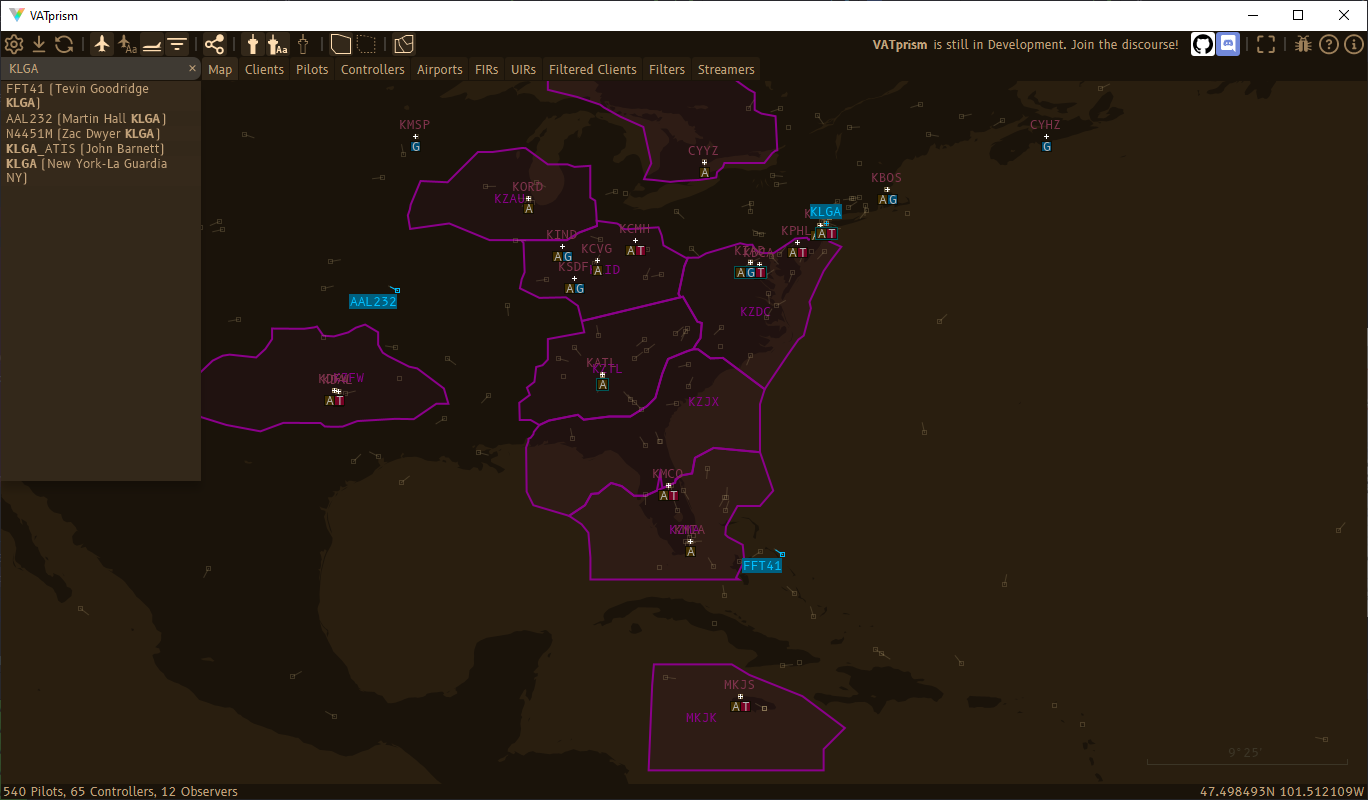 VATprism
VATprism is still in Development. Join the discourse!
KLGA
Map Clients Pilots Controllers Airports FIRs UIRs Filtered Clients Filters Streamers
FFT41 [Tevin Goodridge
KLGA]
AAL232 [Martin Hall KLGA]
N4451M [Zac Dwyer KLGA]
KLGA_ATIS [John Barnett]
KLGA [New York-La Guardia
NY]
KMSP
G
CYHZ
G
CYYZ
A
KBOS
AG
KORD
A
KLGA
AT
KPHL
AT
KCMH
AT
KIND
AG
KCVG
A
KSDF
AG
AGT
KZDC
AAL232
KATL
A
AT
KZJX
KMCO
AT
KMIA
A
FFT41
MKJS
AT
MKJK
9°25'
540 Pilots, 65 Controllers, 12 Observers
47.498493N 101.512109W